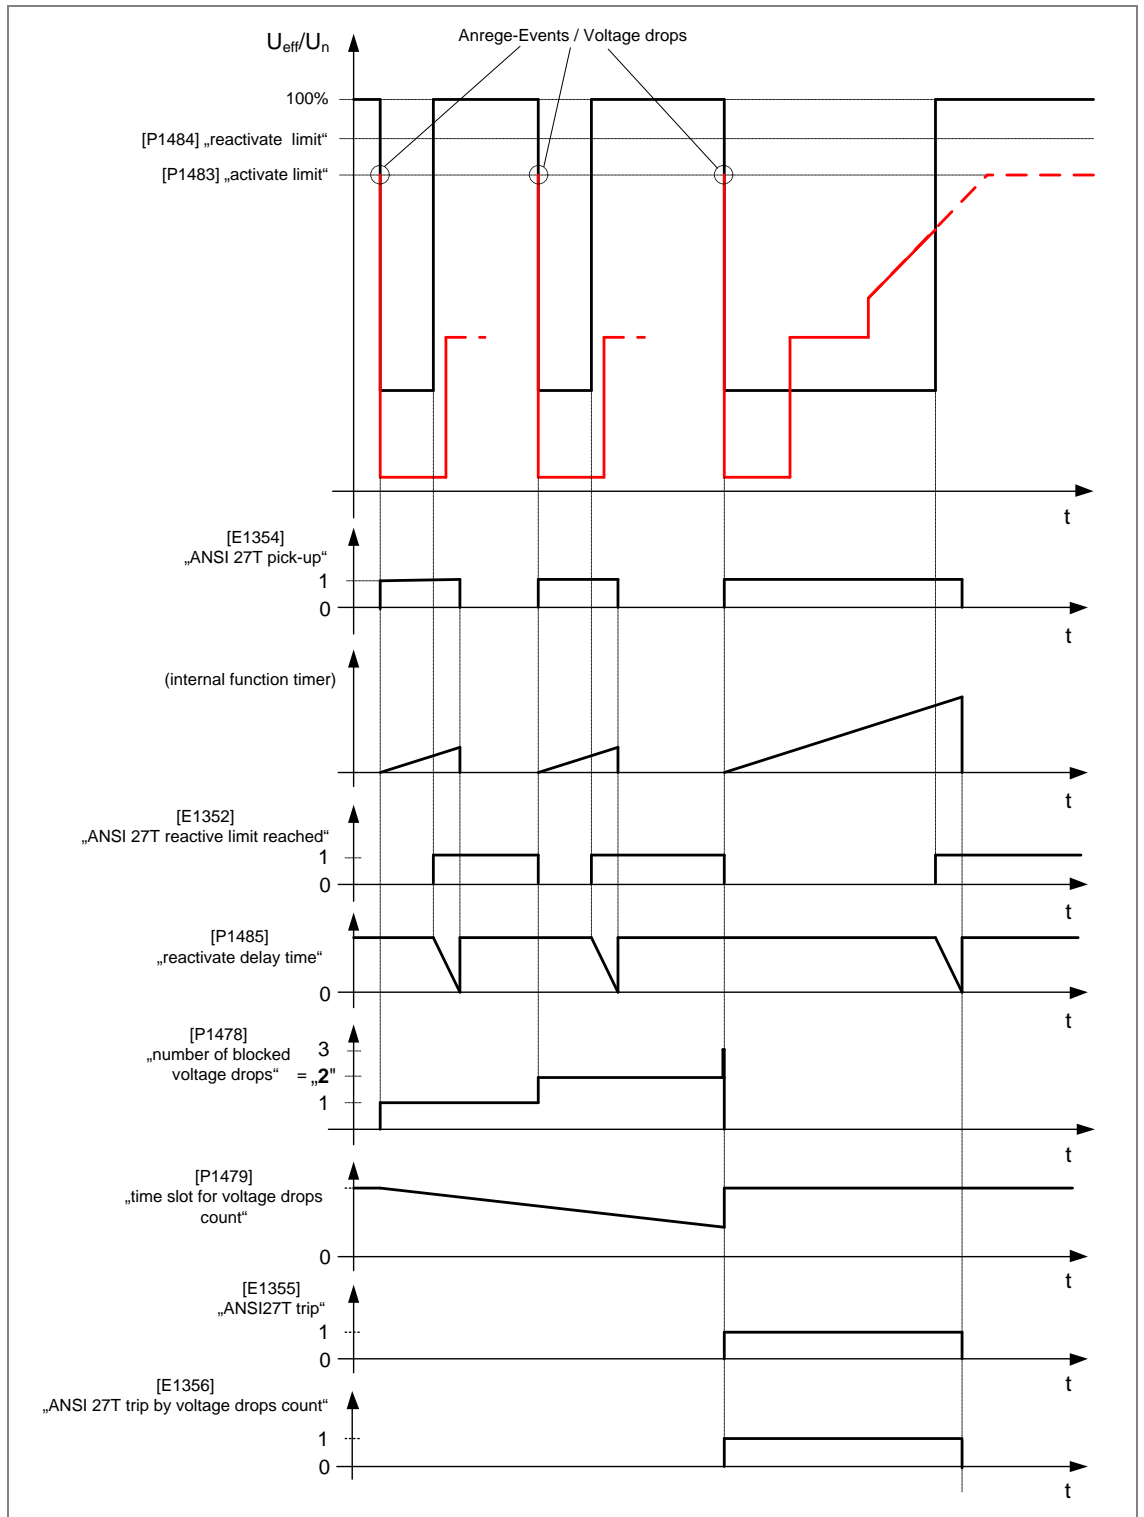 Anrege-Events / Voltage drops
Ueff/Un
100%
[P1484] „reactivate limit“
[P1483] „activate limit“
t
[E1354]
„ANSI 27T pick-up“
1
0
t
(internal function timer)
t
[E1352]
„ANSI 27T reactive limit reached“
1
0
t
[P1485]
„reactivate delay time“
0
t
[P1478]
„number of blocked
voltage drops“
3
= „2"
1
t
[P1479]
„time slot for voltage drops
count“
0
t
[E1355]
„ANSI27T trip“
1
0
t
[E1356]
„ANSI 27T trip by voltage drops count“
1
0
t